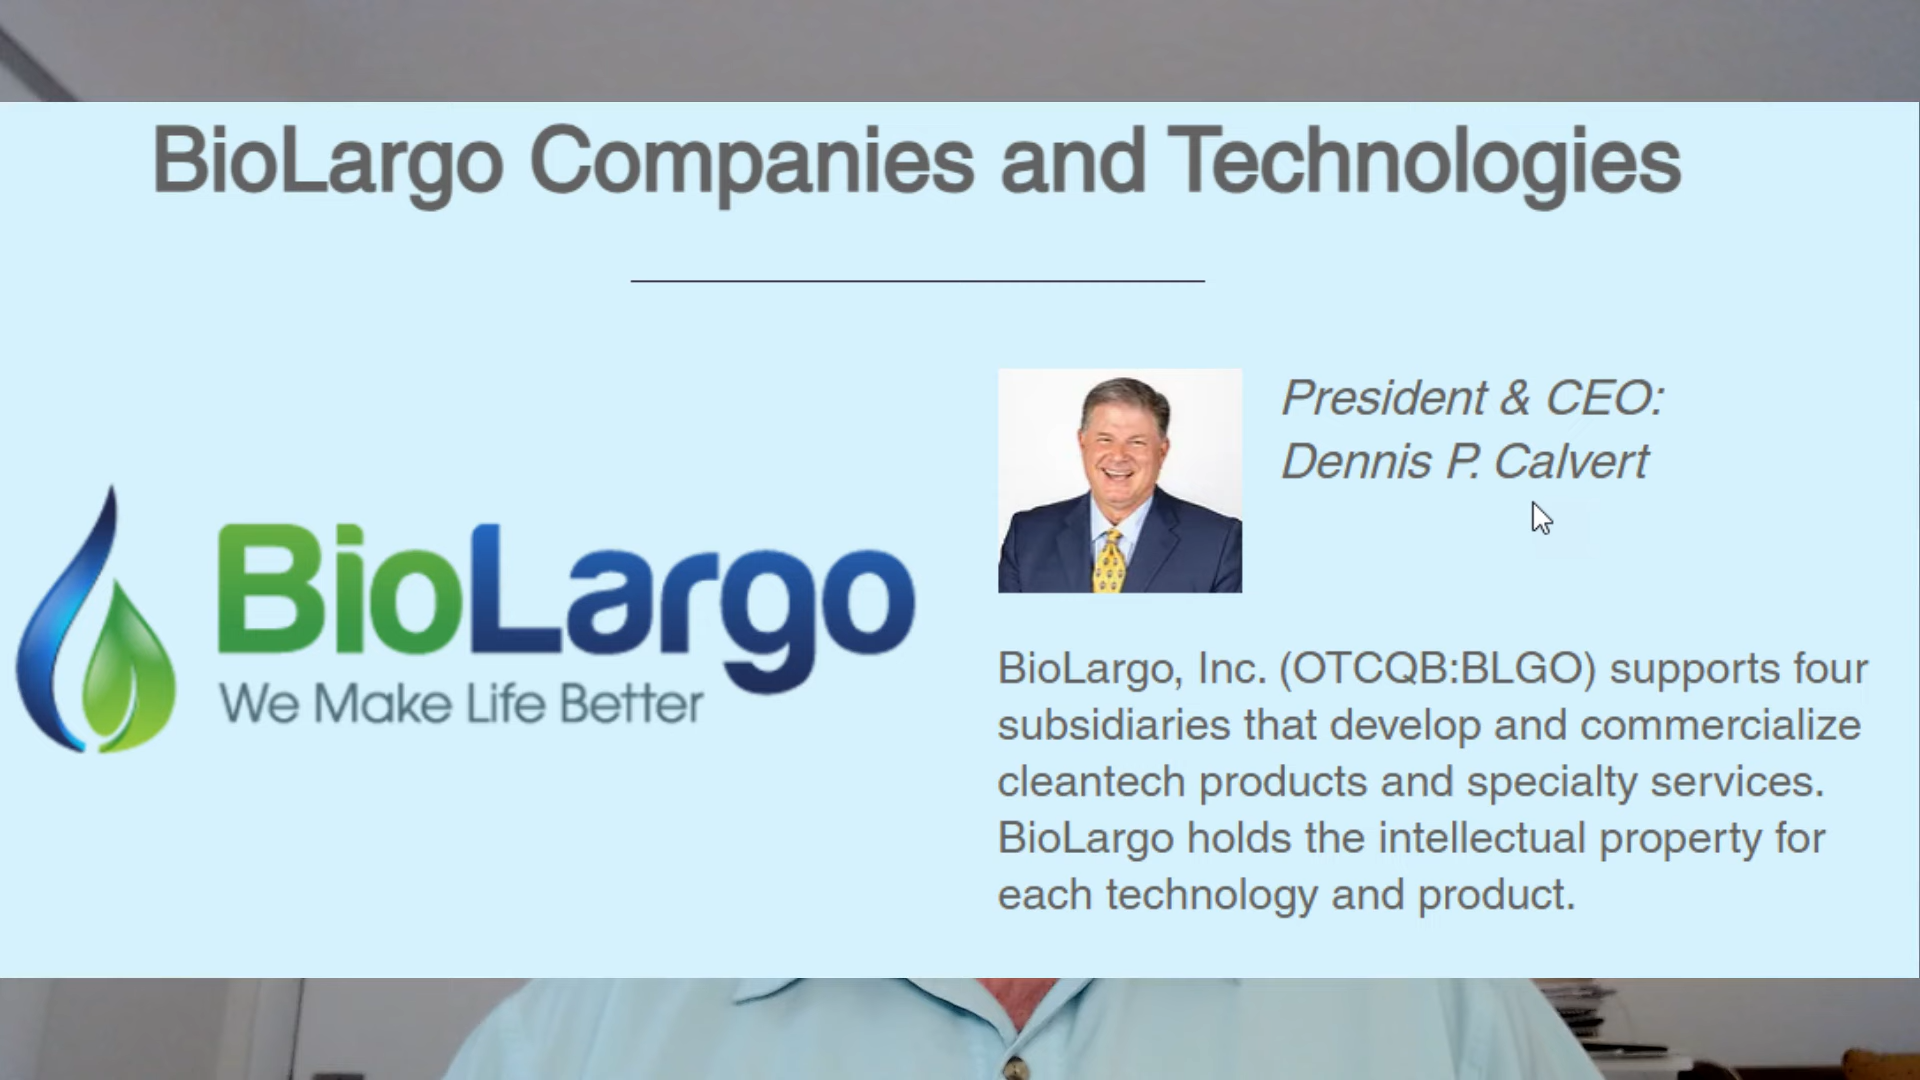 BioLargo Companies and Technologies
President & CEO:
Dennis P. Calvert
BioLargo
We Make Life Better
BioLargo, Inc. (OTCQB:BLGO) supports four
subsidiaries that develop and commercialize
cleantech products and specialty services.
BioLargo holds the intellectual property for
each technology and product.